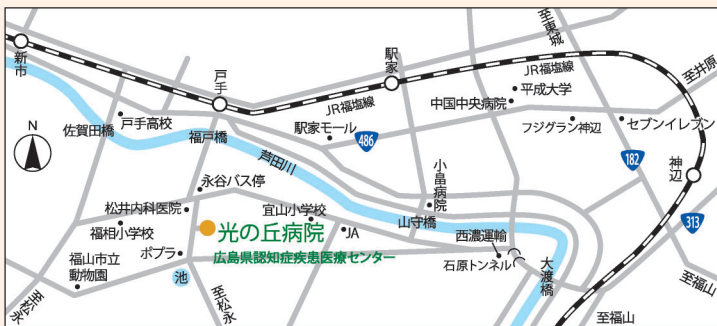 至東城
新市
戸手
駅家
JR福塩線
JR福塩線
至井原
平成大学
中国中央病院
佐賀田橋
戸手高校
福戸橋
駅家モール
486
フジグラン神辺
セブンイレブン
N
芦田川
182
神辺
永谷バス停
小畠病院
松井内科医院
宜山小学校
山守橋
313
福相小学校
光の丘病院
JA
西濃運輸
ポプラ
広島県認知症疾患医療センター
石原トンネル
大渡橋
福山市立
動物園
池
至福山
至松永
至松永
至福山